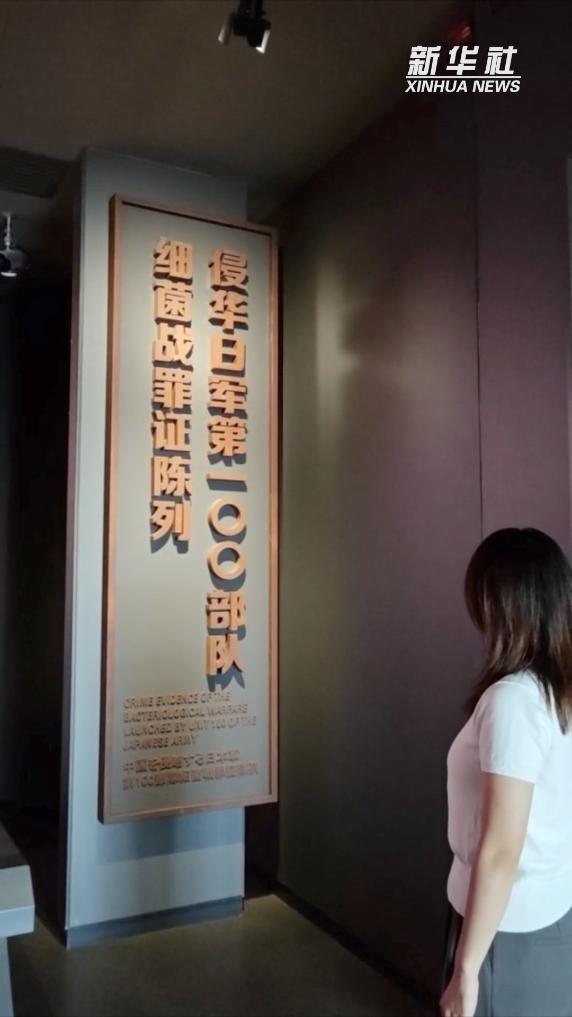 新华社
XINHUA NEWS
侵华日军第一〇〇部队
细菌战罪证陈列
CRIME EVIDENCE OF THE
BACTERIOLOGICAL WARFARE
LAUNCHED BY UNIT 100 OF THE
JAPANESE ARMY